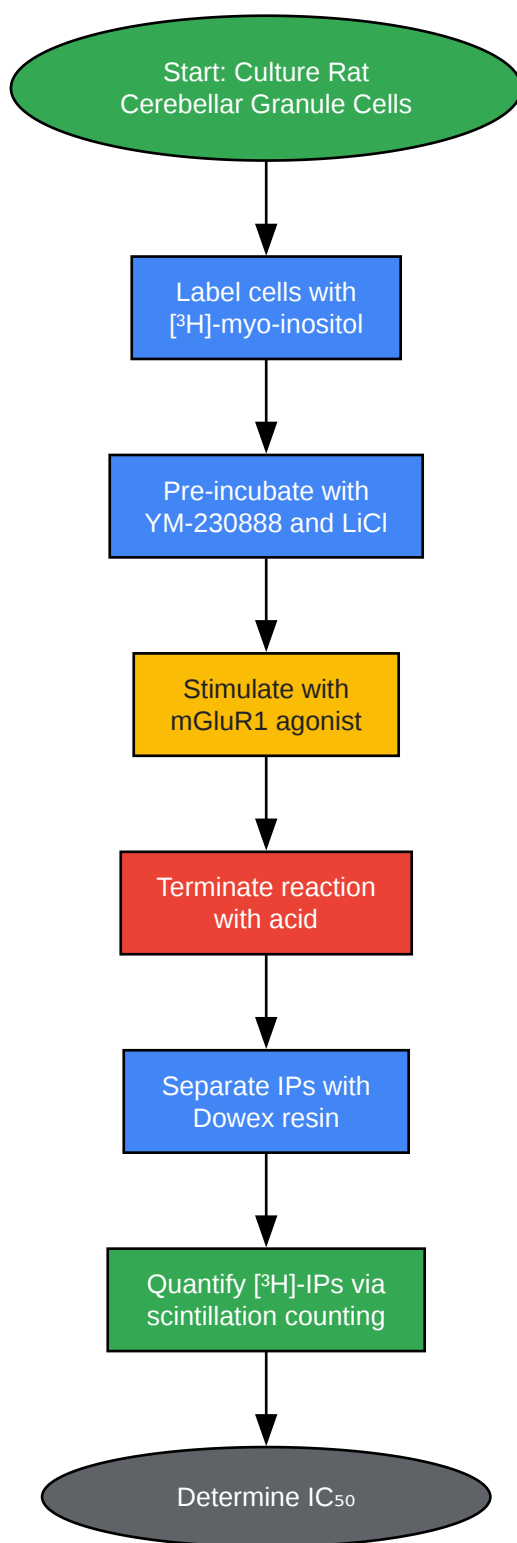 Start: Culture Rat
Cerebellar Granule Cells
Label cells with
[³H]-myo-inositol
Pre-incubate with
YM-230888 and LiCl
Stimulate with
mGluR1 agonist
Terminate reaction
with acid
Separate IPs with
Dowex resin
Quantify [³H]-IPs via
scintillation counting
Determine IC₅₀